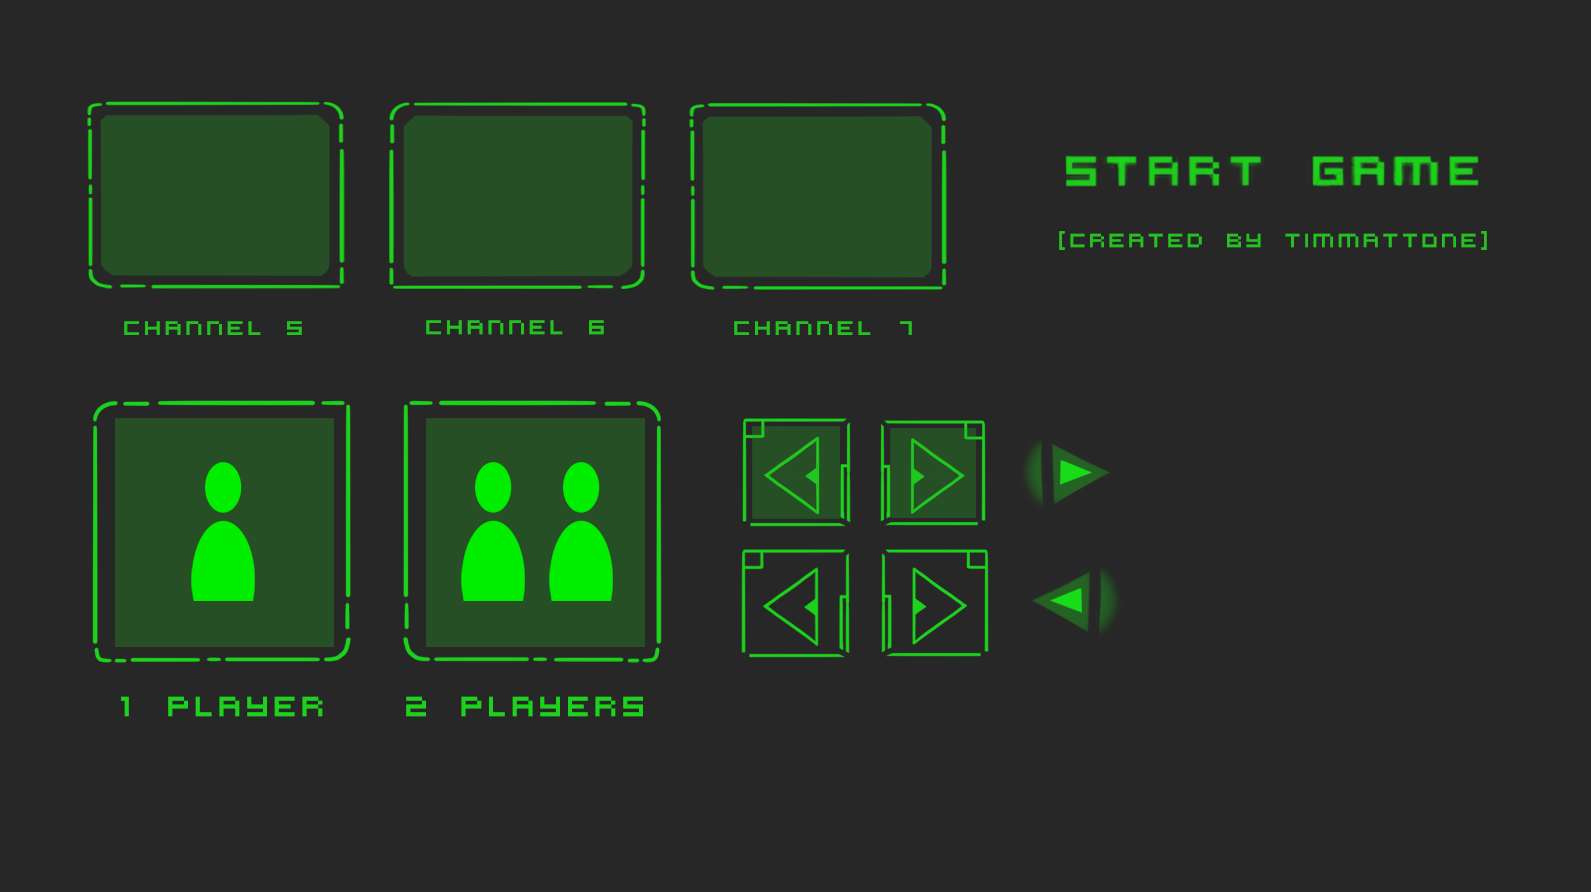 START GAME
[CREATED BY TIMMATTONE]
CHANNEL 5
CHANNEL 6
CHANNEL 7
1 PLAYER
2 PLAYERS